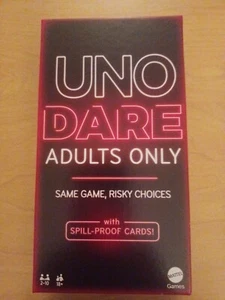 UNO
DARE
ADULTS ONLY
SAME GAME, RISKY CHOICES
with
SPILL-PROOF CARDS!
2-10
18+
MATTEL
Games